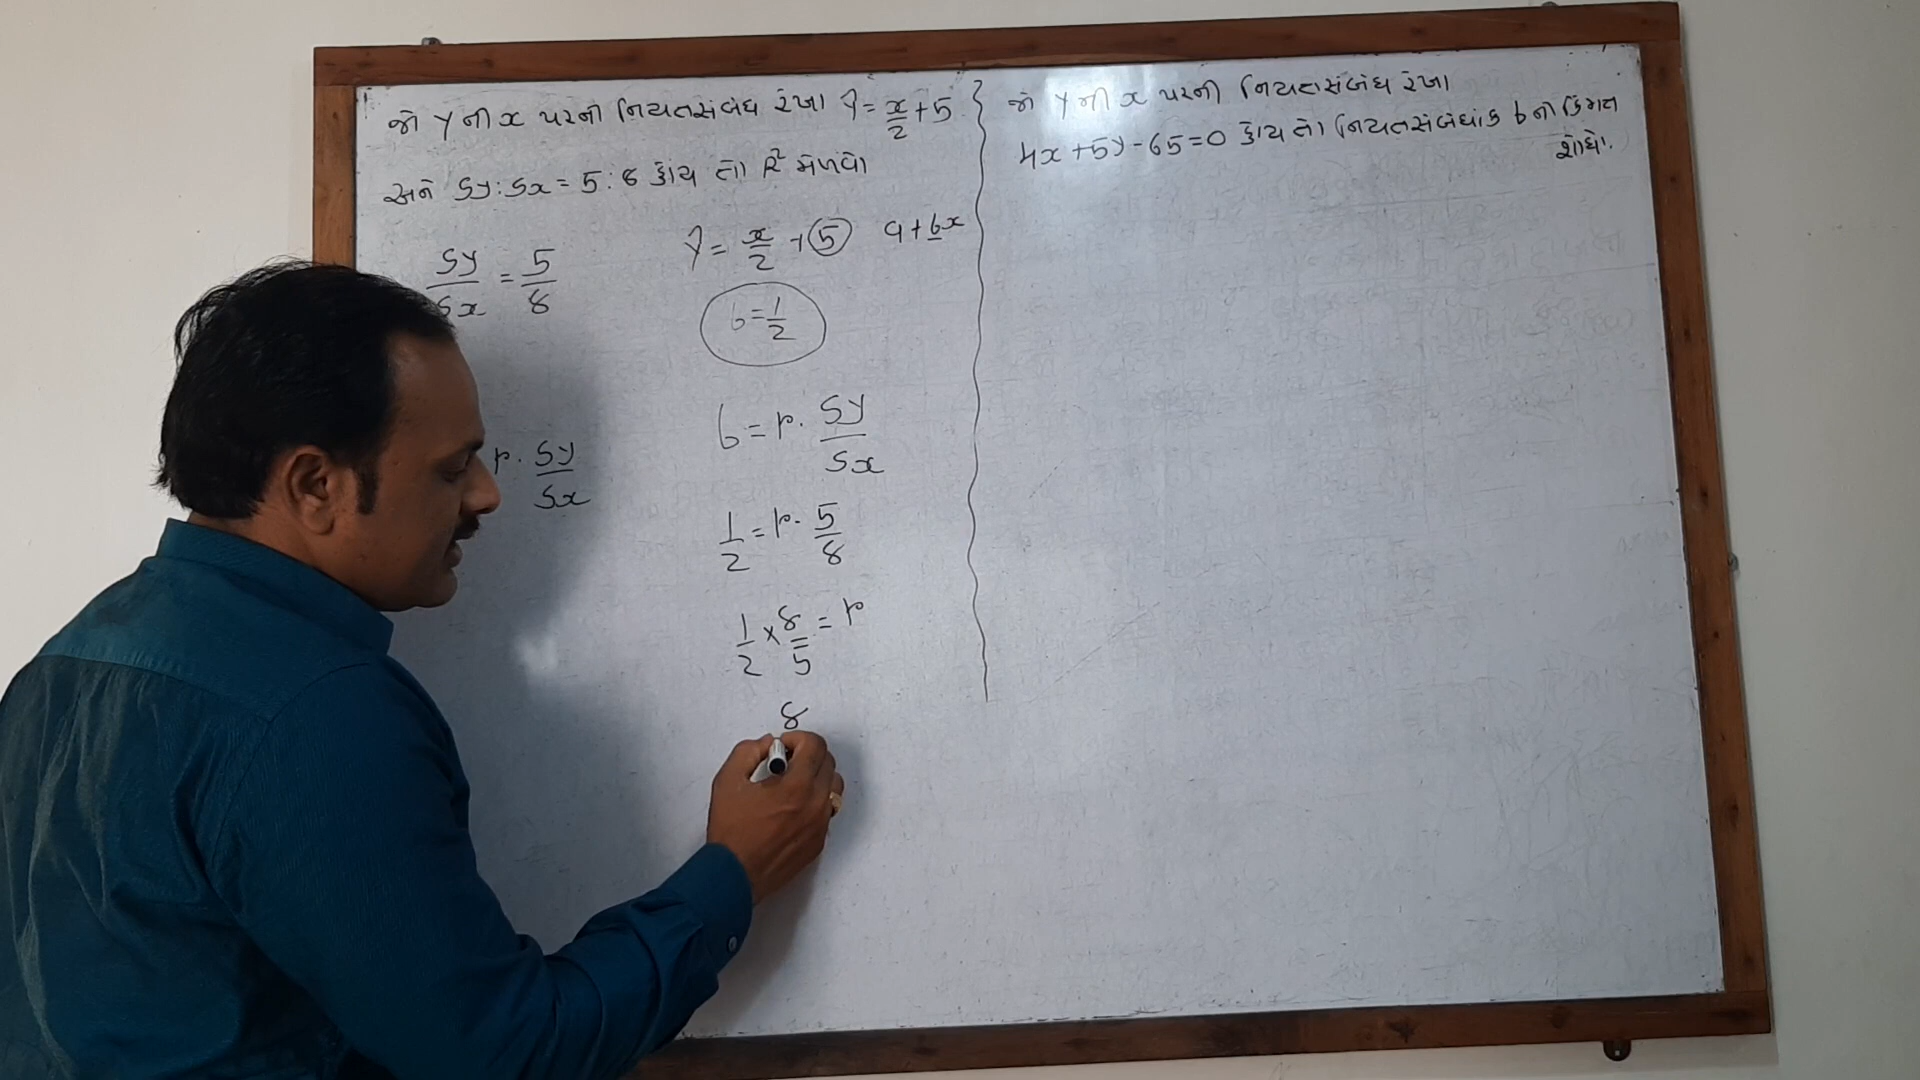 જો y ની x પરની નિયતસંબંધ રેખા ŷ = x/2 + 5
અને Sy : Sx = 5 : 8 હોય તો R² મેળવો
Sy/Sx = 5/8
r. Sy/Sx
ŷ = x/2 + 5 a + bx
b = 1/2
b = r. Sy/Sx
1/2 = r. 5/8
1/2 × 8/5 = r
8
જો y ની x પરની નિયતસંબંધ રેખા
4x + 5y - 65 = 0 હોય તો નિયતસંબંધાંક b ની કિંમત
શોધો.